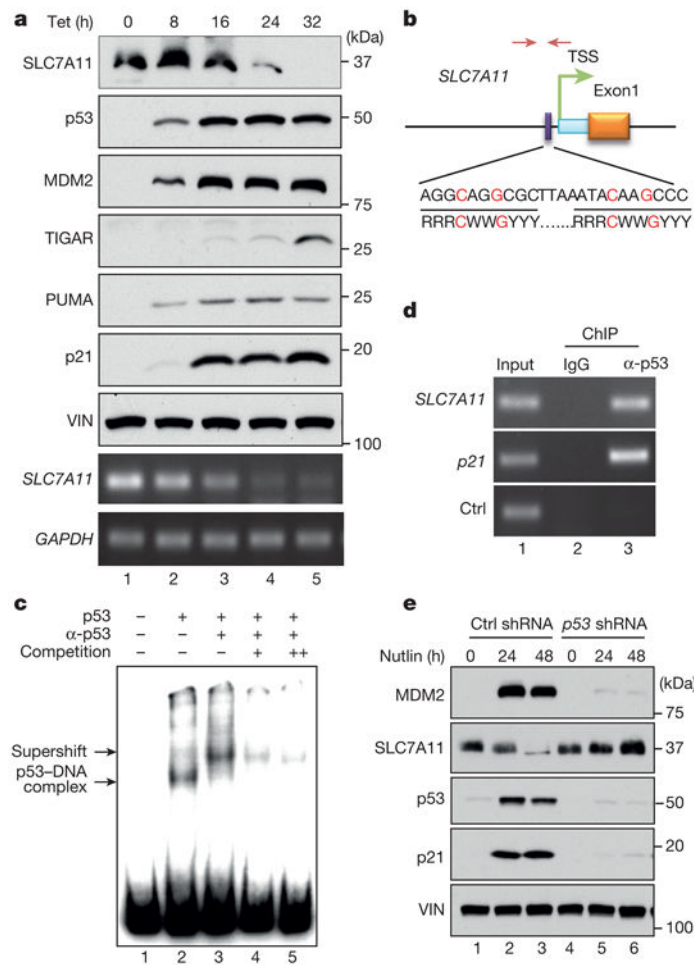 a
Tet (h) 0 8 16 24 32
(kDa)
SLC7A11 37
p53 50
MDM2
75
TIGAR
25
PUMA 25
p21 20
VIN
100
SLC7A11
GAPDH
1 2 3 4 5
b
TSS
SLC7A11
Exon1
AGGCAGGCGCTTAAATACAAGCCC
RRRCWWGYYY.......RRRCWWGYYY
c
p53 – + + + +
α-p53 – – + + +
Competition – – – + ++
Supershift
p53–DNA
complex
1 2 3 4 5
d
ChIP
Input IgG α-p53
SLC7A11
p21
Ctrl
1 2 3
e
Ctrl shRNA p53 shRNA
Nutlin (h) 0 24 48 0 24 48
(kDa)
MDM2
75
SLC7A11 37
p53 50
p21 20
VIN
100
1 2 3 4 5 6